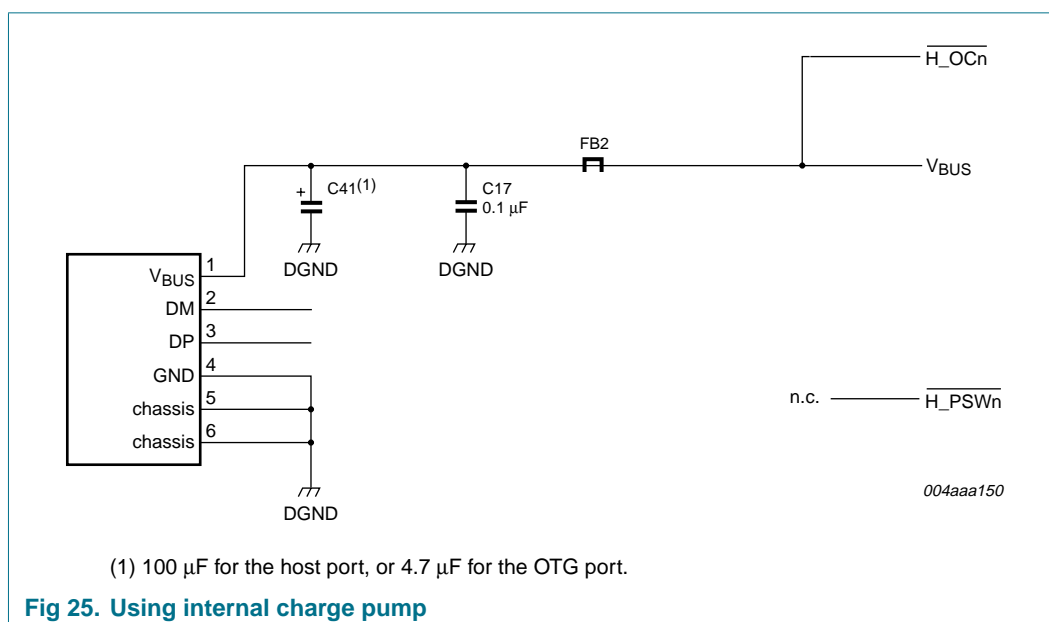 H_OCn
FB2
VBUS
+
C41(1)
C17
0.1 μF
DGND
DGND
VBUS
1
DM
2
DP
3
GND
4
chassis
5
chassis
6
DGND
n.c.
H_PSWn
004aaa150
(1) 100 μF for the host port, or 4.7 μF for the OTG port.
Fig 25. Using internal charge pump